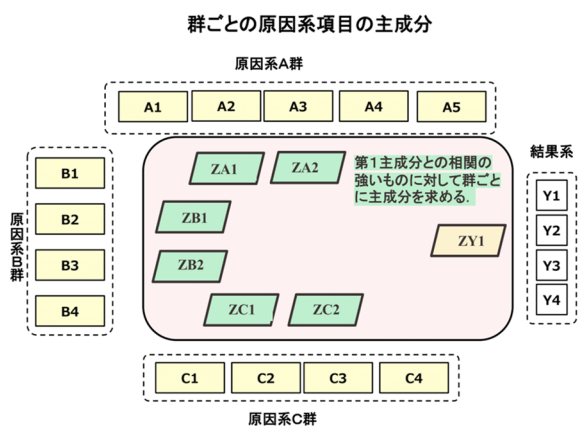 群ごとの原因系項目の主成分
原因系A群
A1 A2 A3 A4 A5
結果系
B1
B2
B3
B4
原因系B群
ZA1 ZA2
第1主成分との相関の
強いものに対して群ごと
に主成分を求める.
ZB1
ZY1
ZB2
ZC1 ZC2
Y1
Y2
Y3
Y4
C1 C2 C3 C4
原因系C群